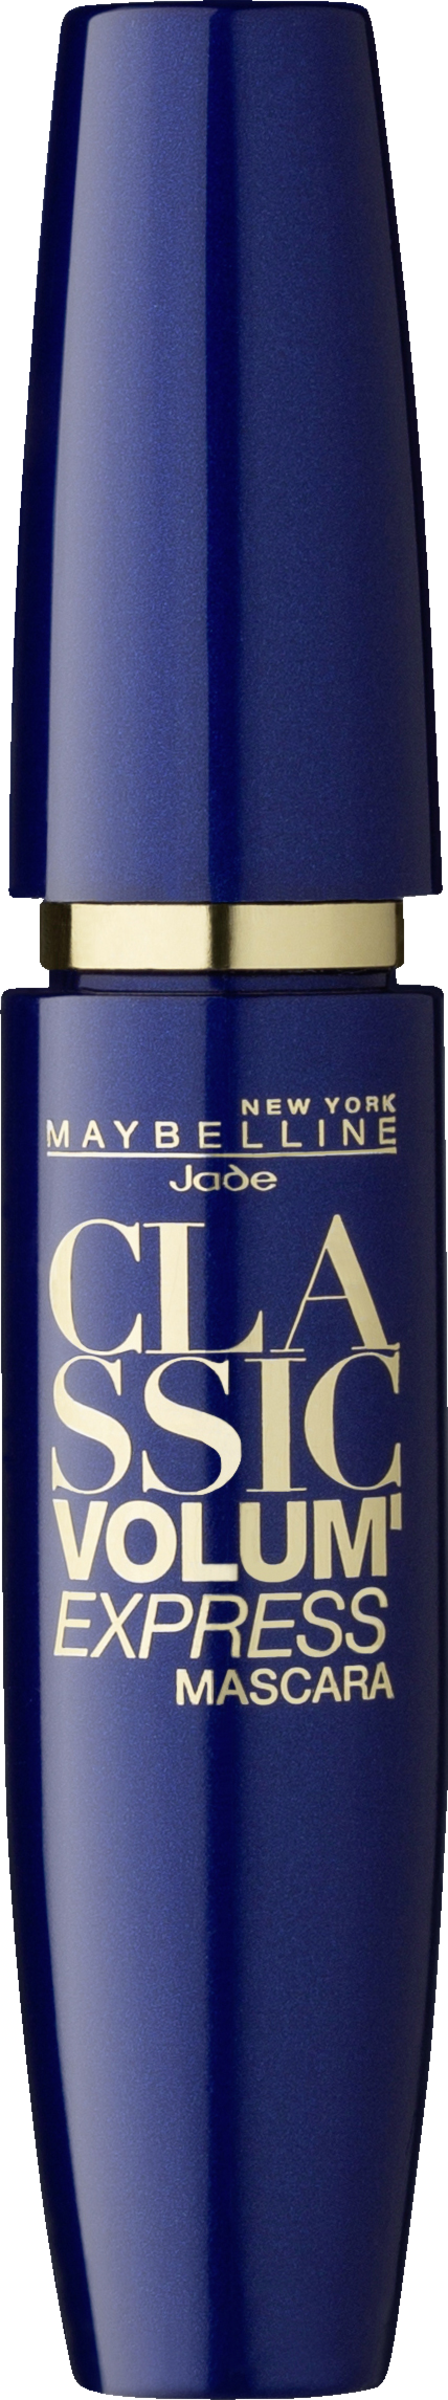 NEW YORK
MAYBELLINE
Jade
CLA
SSIC
VOLUM'
EXPRESS
MASCARA